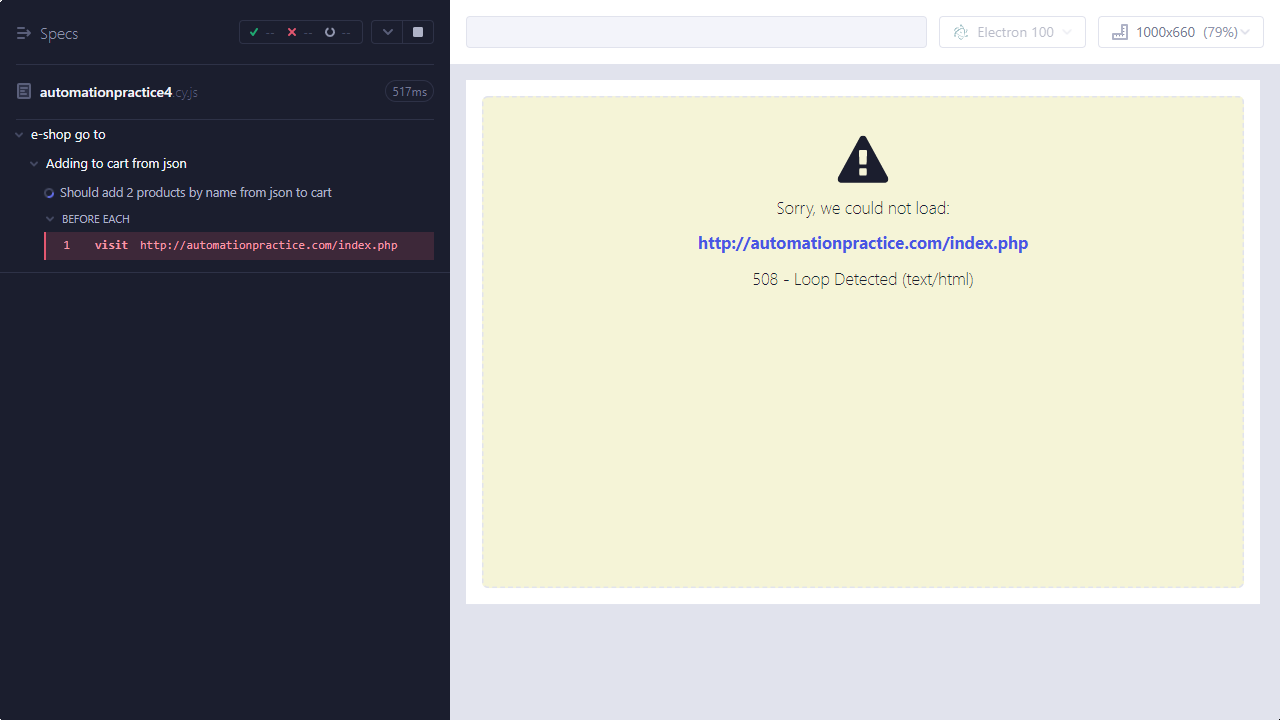 Specs
-- -- --
Electron 100
1000x660 (79%)
automationpractice4.cy.js
517ms
e-shop go to
Adding to cart from json
Should add 2 products by name from json to cart
BEFORE EACH
1 visit http://automationpractice.com/index.php
Sorry, we could not load:
http://automationpractice.com/index.php
508 - Loop Detected (text/html)